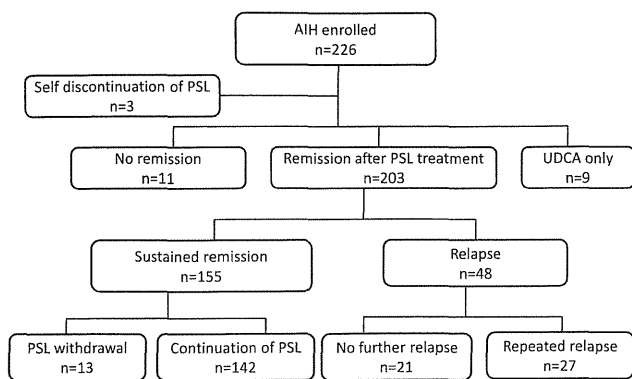 AIH enrolled
n=226
Self discontinuation of PSL
n=3
No remission
n=11
Remission after PSL treatment
n=203
UDCA only
n=9
Sustained remission
n=155
Relapse
n=48
PSL withdrawal
n=13
Continuation of PSL
n=142
No further relapse
n=21
Repeated relapse
n=27